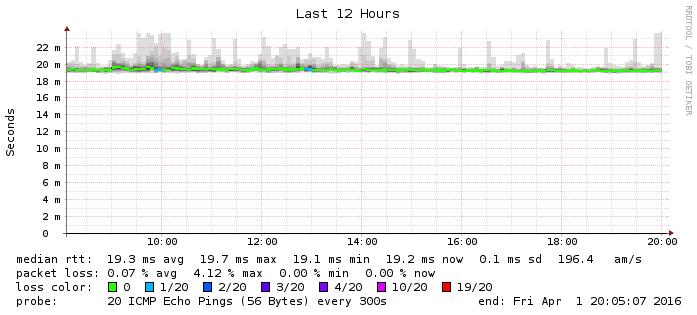 Last 12 Hours
RRDTOOL / TOBI OETIKER
Seconds
22 m
20 m
18 m
16 m
14 m
12 m
10 m
8 m
6 m
4 m
2 m
0
10:00 12:00 14:00 16:00 18:00 20:00
median rtt: 19.3 ms avg 19.7 ms max 19.1 ms min 19.2 ms now 0.1 ms sd 196.4 am/s
packet loss: 0.07 % avg 4.12 % max 0.00 % min 0.00 % now
loss color: 0 1/20 2/20 3/20 4/20 10/20 19/20
probe: 20 ICMP Echo Pings (56 Bytes) every 300s end: Fri Apr 1 20:05:07 2016